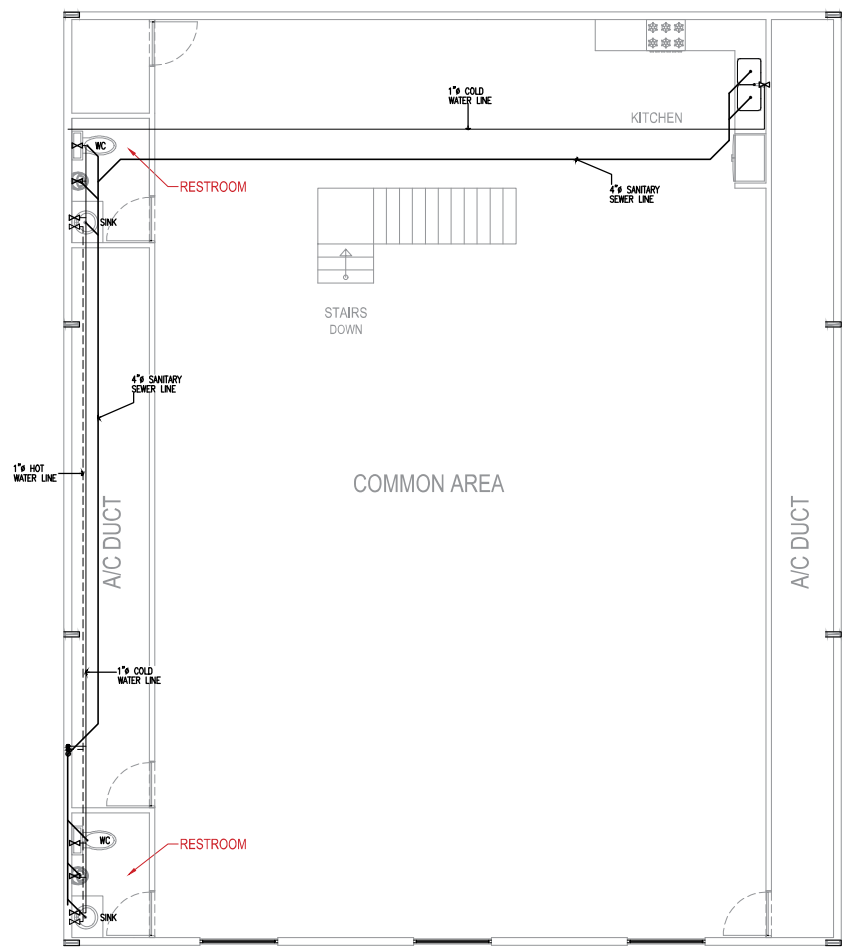 1"ø COLD
WATER LINE
KITCHEN
WC
RESTROOM
4"ø SANITARY
SEWER LINE
SINK
STAIRS
DOWN
4"ø SANITARY
SEWER LINE
1"ø HOT
WATER LINE
COMMON AREA
A/C DUCT
A/C DUCT
1"ø COLD
WATER LINE
WC
RESTROOM
SINK